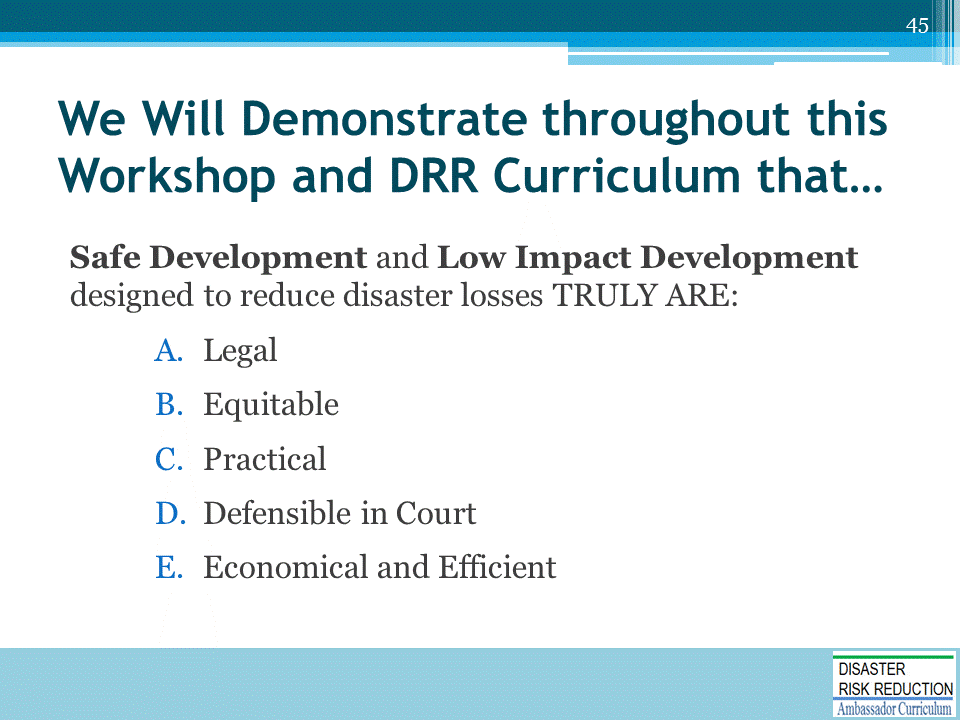 45
We Will Demonstrate throughout this
Workshop and DRR Curriculum that…
Safe Development and Low Impact Development
designed to reduce disaster losses TRULY ARE:
A. Legal
B. Equitable
C. Practical
D. Defensible in Court
E. Economical and Efficient
DISASTER
RISK REDUCTION
Ambassador Curriculum